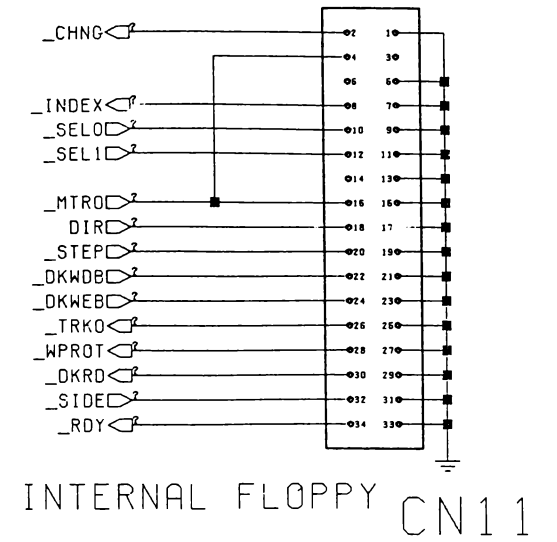 _CHNG ? 2 1
4 3
6 5
_INDEX ? 8 7
_SEL0 ? 10 9
_SEL1 ? 12 11
14 13
_MTRO ? 16 15
DIR ? 18 17
_STEP ? 20 19
_DKWDB ? 22 21
_DKWEB ? 24 23
_TRKO ? 26 25
_WPROT ? 28 27
_DKRD ? 30 29
_SIDE ? 32 31
_RDY ? 34 33
INTERNAL FLOPPY CN11